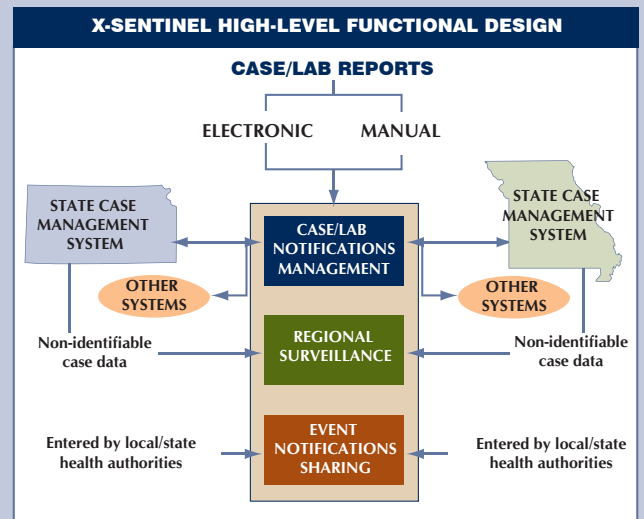 X-SENTINEL HIGH-LEVEL FUNCTIONAL DESIGN
CASE/LAB REPORTS
ELECTRONIC
MANUAL
STATE CASE
MANAGEMENT
SYSTEM
CASE/LAB
NOTIFICATIONS
MANAGEMENT
STATE CASE
MANAGEMENT
SYSTEM
OTHER
SYSTEMS
OTHER
SYSTEMS
Non-identifiable
case data
REGIONAL
SURVEILLANCE
Non-identifiable
case data
Entered by local/state
health authorities
EVENT
NOTIFICATIONS
SHARING
Entered by local/state
health authorities